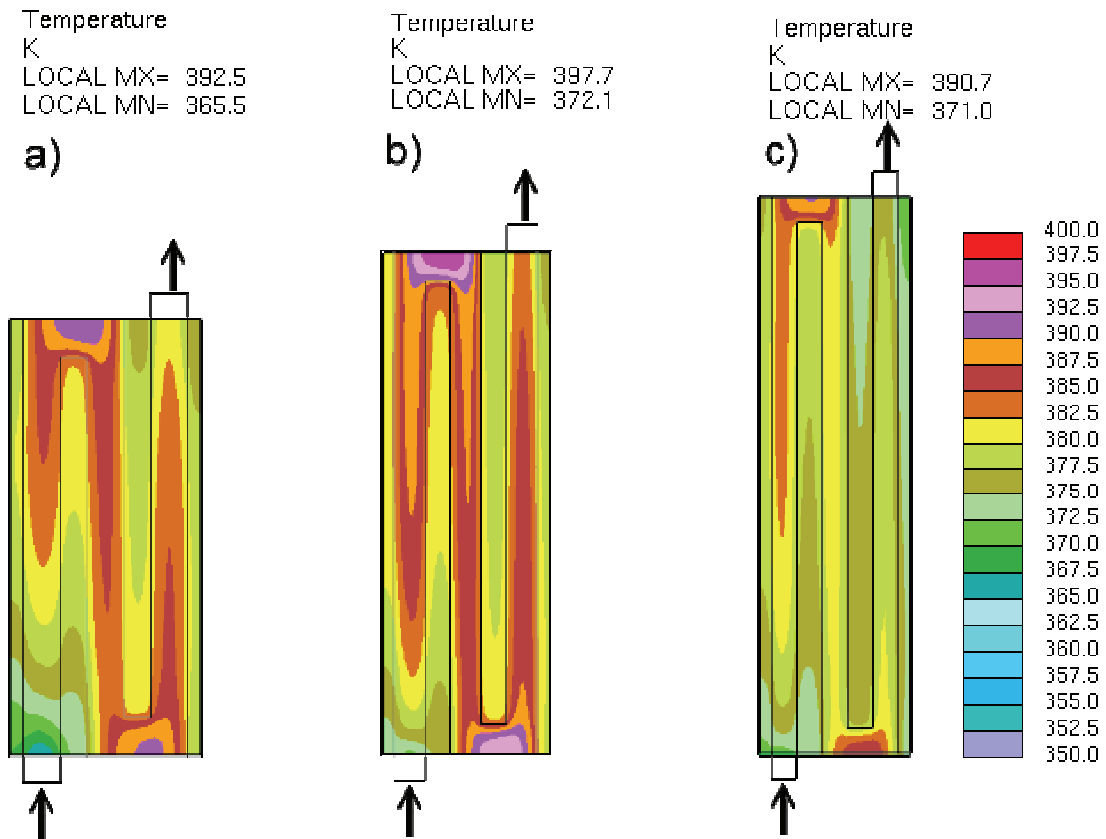 Temperature
K
LOCAL MX= 392.5
LOCAL MN= 365.5
a)
Temperature
K
LOCAL MX= 397.7
LOCAL MN= 372.1
b)
Temperature
K
LOCAL MX= 390.7
LOCAL MN= 371.0
c)
400.0
397.5
395.0
392.5
390.0
387.5
385.0
382.5
380.0
377.5
375.0
372.5
370.0
367.5
365.0
362.5
360.0
357.5
355.0
352.5
350.0